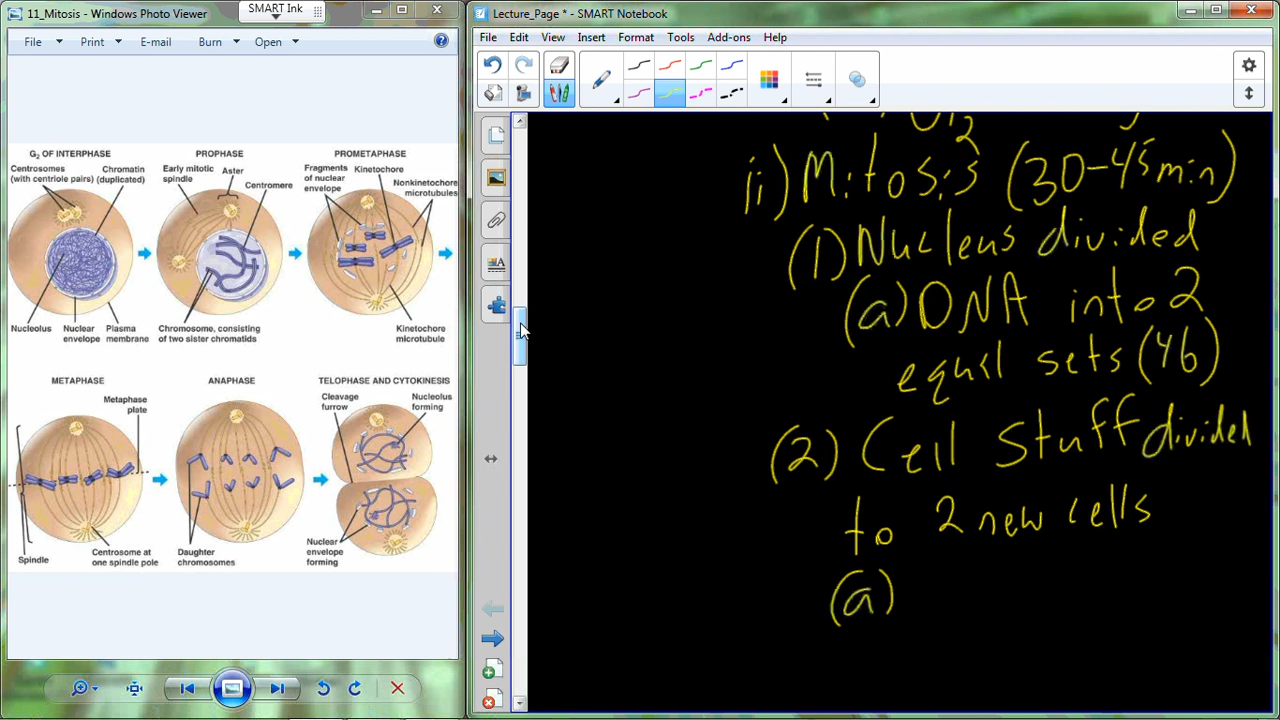 11_Mitosis - Windows Photo Viewer
SMART Ink
File Print E-mail Burn Open
G2 OF INTERPHASE
Centrosomes (with centriole pairs)
Chromatin (duplicated)
Nucleolus
Nuclear envelope
Plasma membrane
PROPHASE
Early mitotic spindle
Aster
Centromere
Chromosome, consisting of two sister chromatids
PROMETAPHASE
Fragments of nuclear envelope
Kinetochore
Nonkinetochore microtubules
Kinetochore microtubule
METAPHASE
Metaphase plate
Spindle
Centrosome at one spindle pole
ANAPHASE
Daughter chromosomes
TELOPHASE AND CYTOKINESIS
Cleavage furrow
Nucleolus forming
Nuclear envelope forming
Lecture_Page * - SMART Notebook
File Edit View Insert Format Tools Add-ons Help
ii) Mitosis (30-45min)
(1) Nucleus divided
(a) DNA into 2
equal sets (46)
(2) Cell Stuff divided
to 2 new cells
(a)